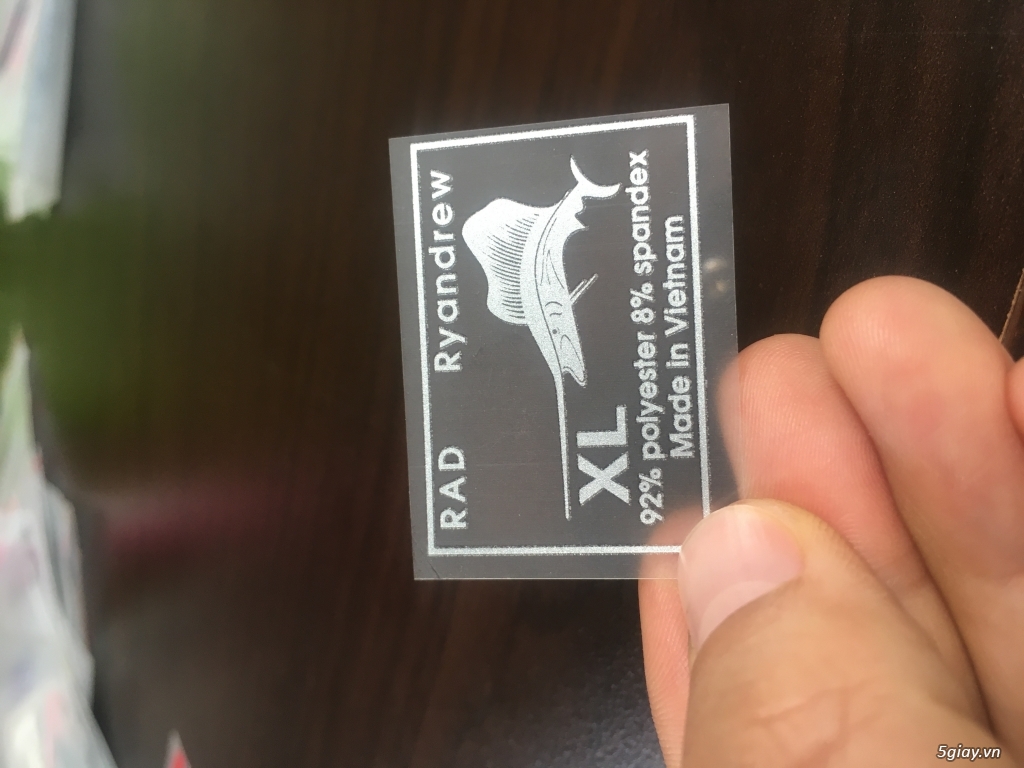 RAD Ryandrew
XL
92% polyester 8% spandex
Made in Vietnam
5giay.vn